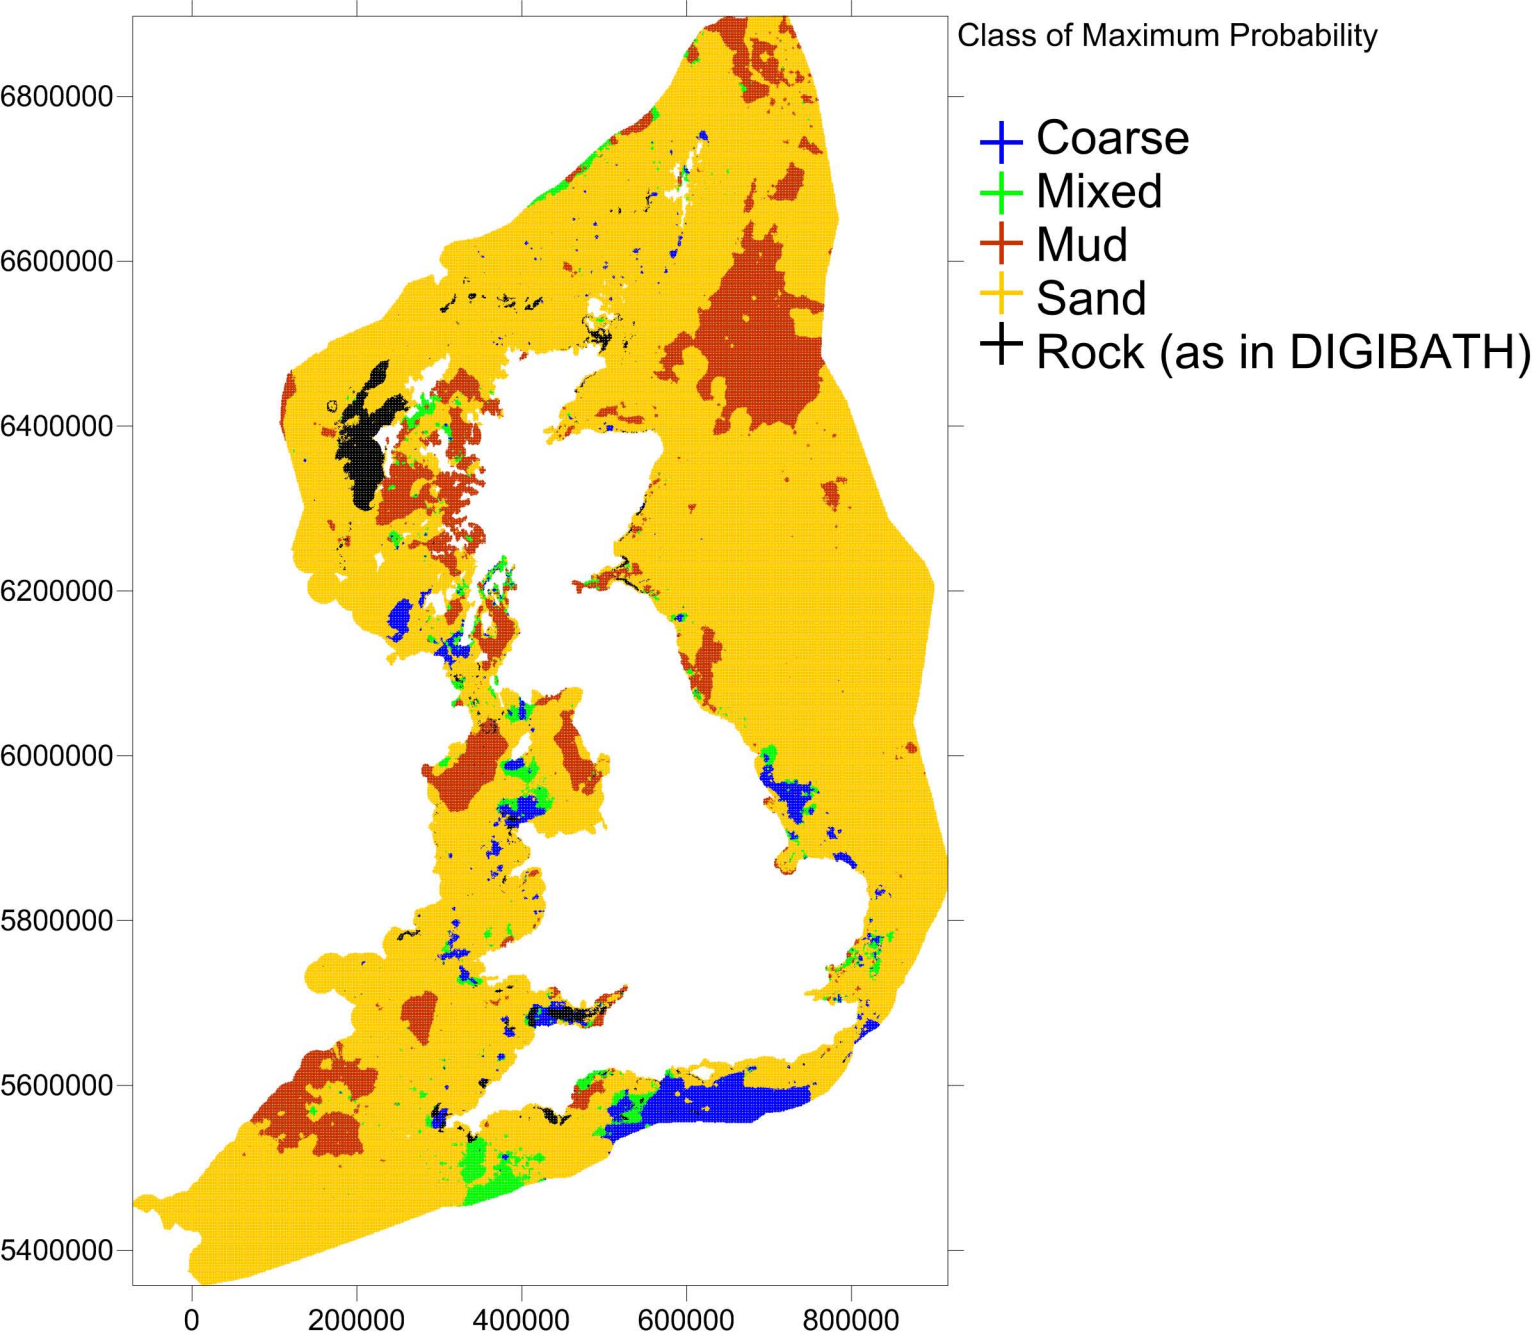 Class of Maximum Probability
Coarse
Mixed
Mud
Sand
Rock (as in DIGIBATH)
6800000
6600000
6400000
6200000
6000000
5800000
5600000
5400000
0 200000 400000 600000 800000